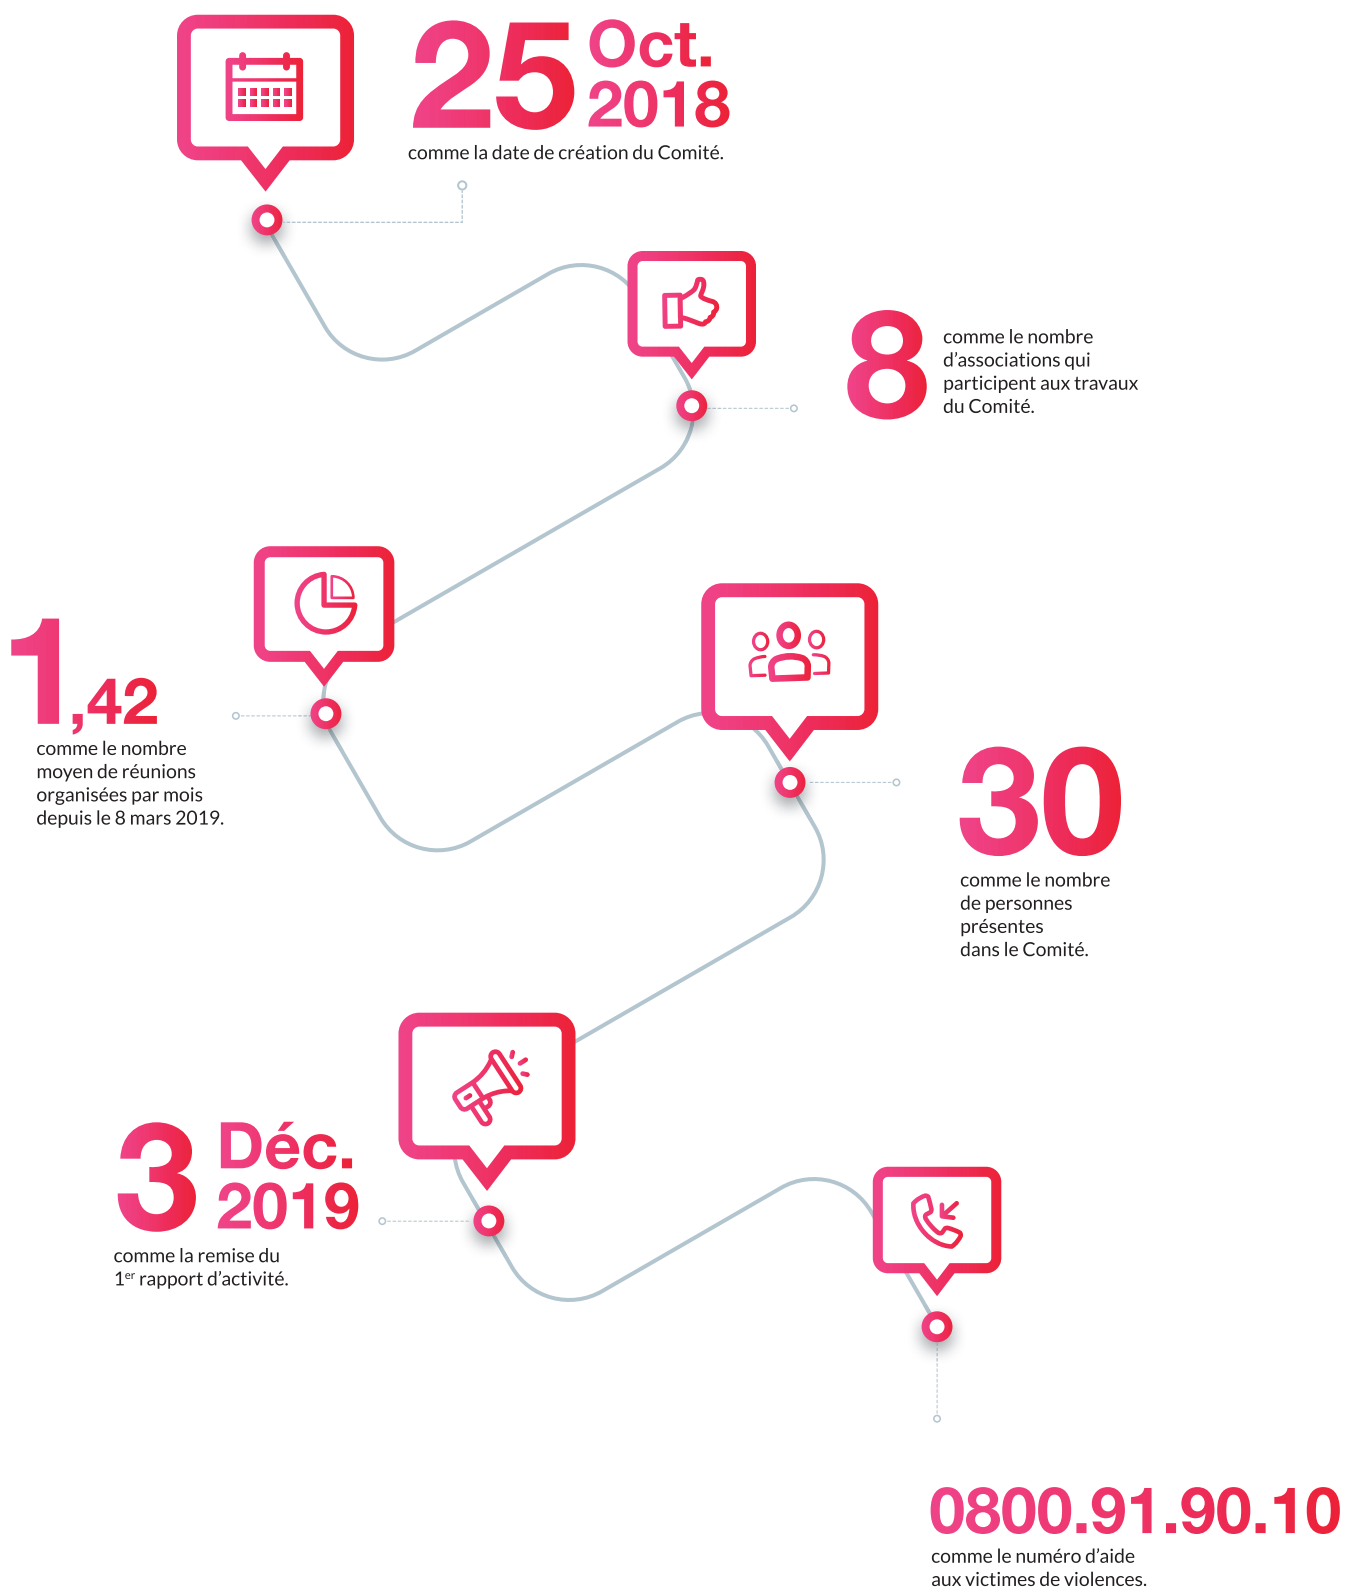 25 Oct.
2018
comme la date de création du Comité.
8
comme le nombre
d’associations qui
participent aux travaux
du Comité.
1,42
comme le nombre
moyen de réunions
organisées par mois
depuis le 8 mars 2019.
30
comme le nombre
de personnes
présentes
dans le Comité.
3 Déc.
2019
comme la remise du
1er rapport d’activité.
0800.91.90.10
comme le numéro d’aide
aux victimes de violences.